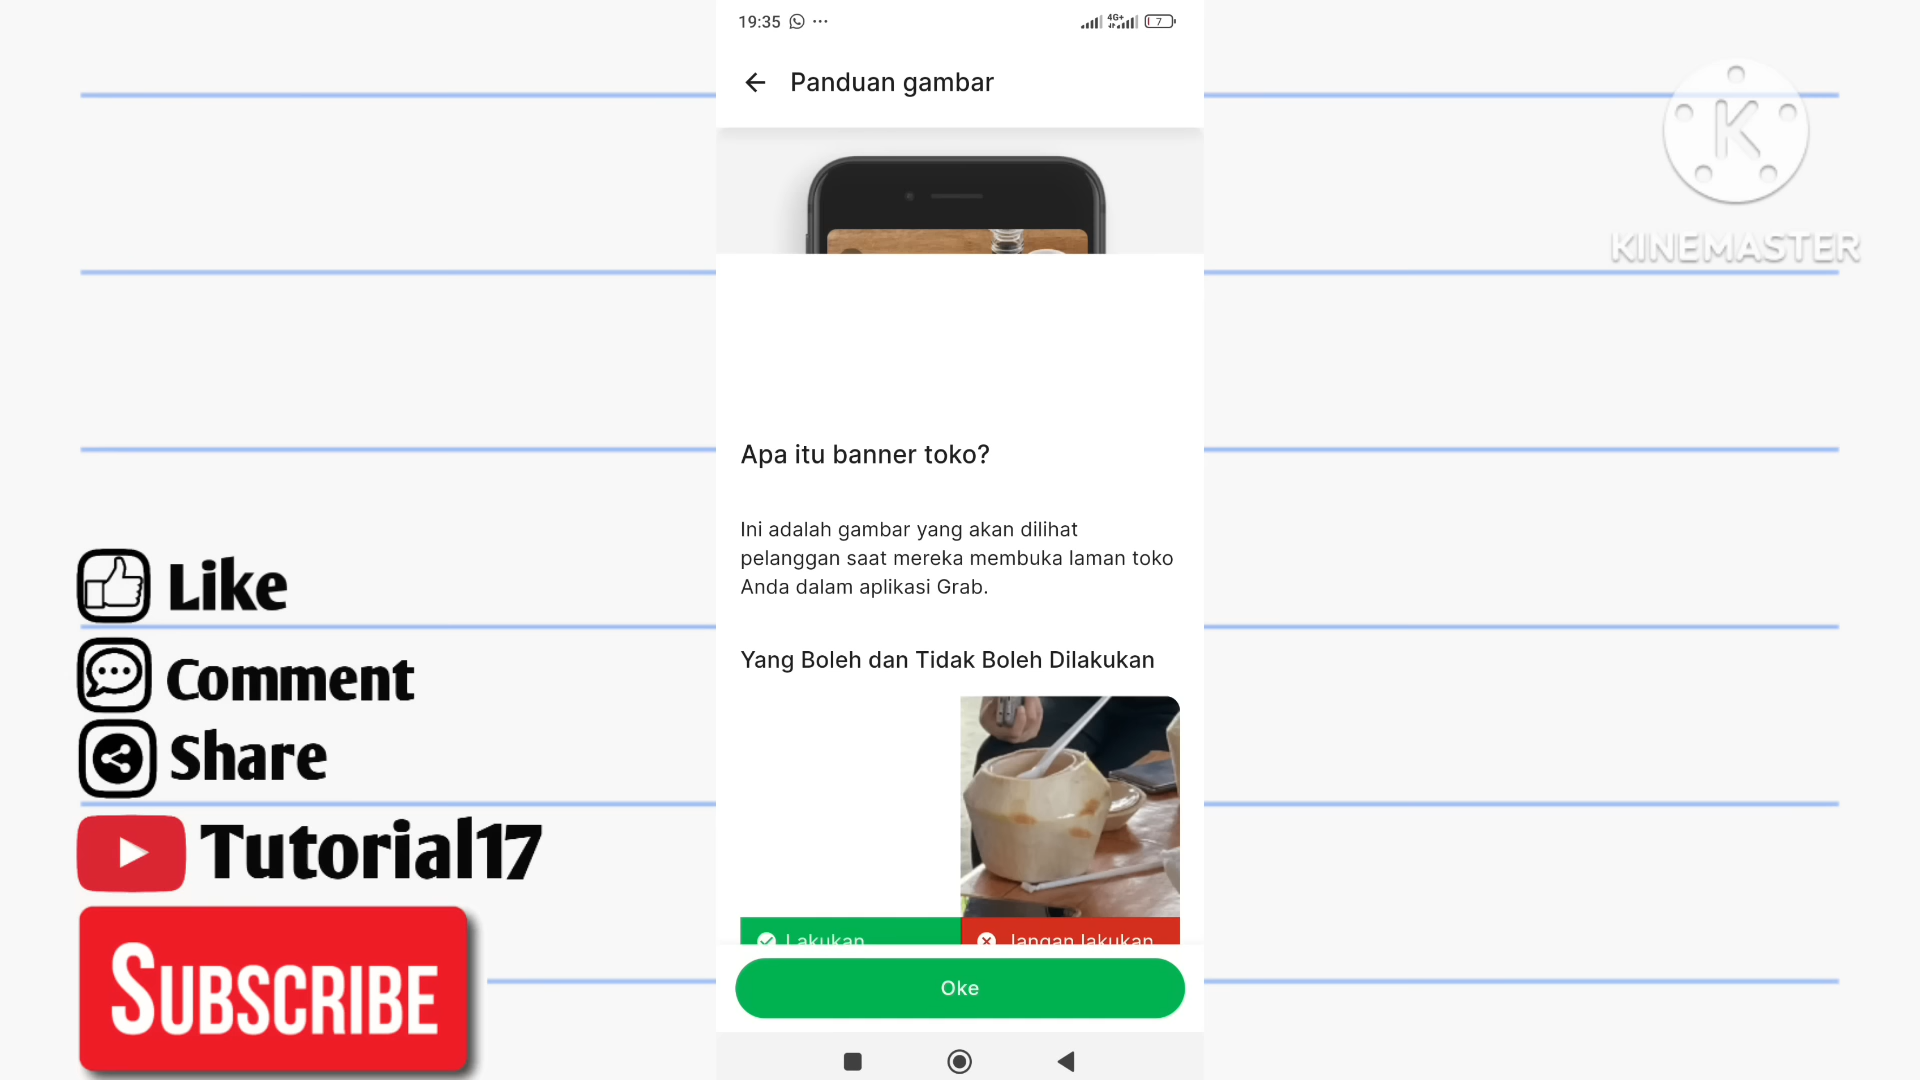 19:35
4G+
7
Panduan gambar
KINEMASTER
Apa itu banner toko?
Ini adalah gambar yang akan dilihat
pelanggan saat mereka membuka laman toko
Anda dalam aplikasi Grab.
Yang Boleh dan Tidak Boleh Dilakukan
Lakukan
Jangan lakukan
Oke
Like
Comment
Share
Tutorial17
SUBSCRIBE